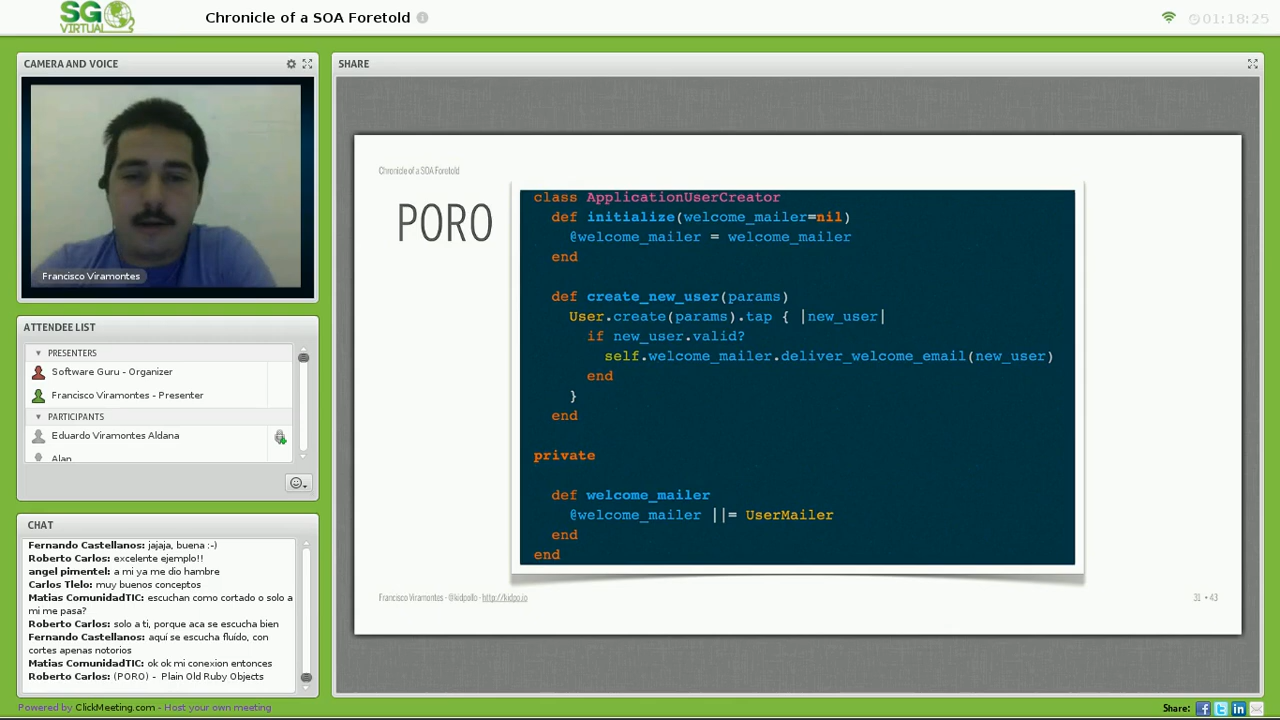 SG
VIRTUAL
Chronicle of a SOA Foretold
01:18:25
CAMERA AND VOICE
Francisco Viramontes
ATTENDEE LIST
PRESENTERS
Software Guru - Organizer
Francisco Viramontes - Presenter
PARTICIPANTS
Eduardo Viramontes Aldana
Alan
CHAT
Fernando Castellanos: jajaja, buena :-)
Roberto Carlos: excelente ejemplo!!
angel pimentel: a mi ya me dio hambre
Carlos Tlelo: muy buenos conceptos
Matias ComunidadTIC: escuchan como cortado o solo a
mi me pasa?
Roberto Carlos: solo a ti, porque aca se escucha bien
Fernando Castellanos: aquí se escucha fluído, con
cortes apenas notorios
Matias ComunidadTIC: ok ok mi conexion entonces
Roberto Carlos: (PORO) - Plain Old Ruby Objects
SHARE
Chronicle of a SOA Foretold
PORO
class ApplicationUserCreator
def initialize(welcome_mailer=nil)
@welcome_mailer = welcome_mailer
end
def create_new_user(params)
User.create(params).tap { |new_user|
if new_user.valid?
self.welcome_mailer.deliver_welcome_email(new_user)
end
}
end
private
def welcome_mailer
@welcome_mailer ||= UserMailer
end
end
Francisco Viramontes - @kidpollo - http://kidpo.io
31 • 43
Powered by ClickMeeting.com - Host your own meeting
Share: